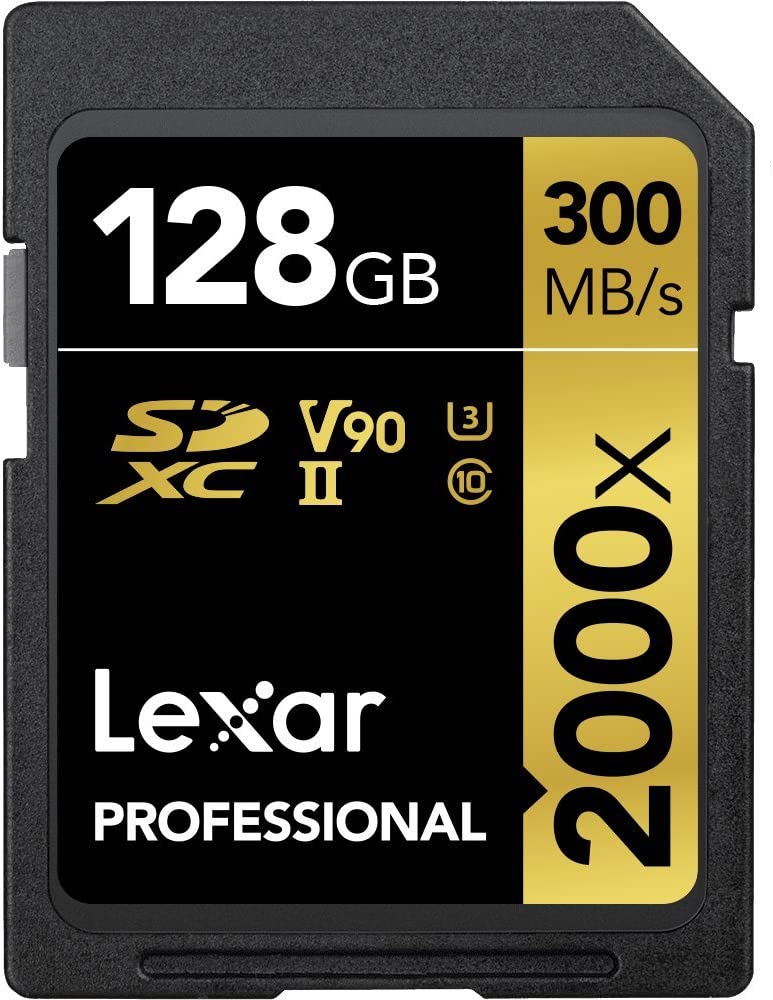 128GB
300
MB/s
SD
XC
V90
II
3
10
2000x
Lexar
PROFESSIONAL